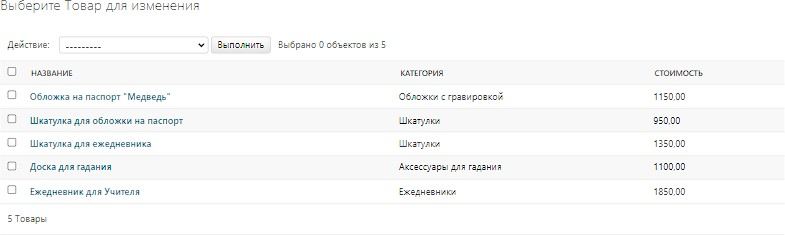 Выберите Товар для изменения
Действие: --------- Выполнить Выбрано 0 объектов из 5
НАЗВАНИЕ КАТЕГОРИЯ СТОИМОСТЬ
Обложка на паспорт "Медведь" Обложки с гравировкой 1150,00
Шкатулка для обложки на паспорт Шкатулки 950,00
Шкатулка для ежедневника Шкатулки 1350,00
Доска для гадания Аксессуары для гадания 1100,00
Ежедневник для Учителя Ежедневники 1850,00
5 Товары